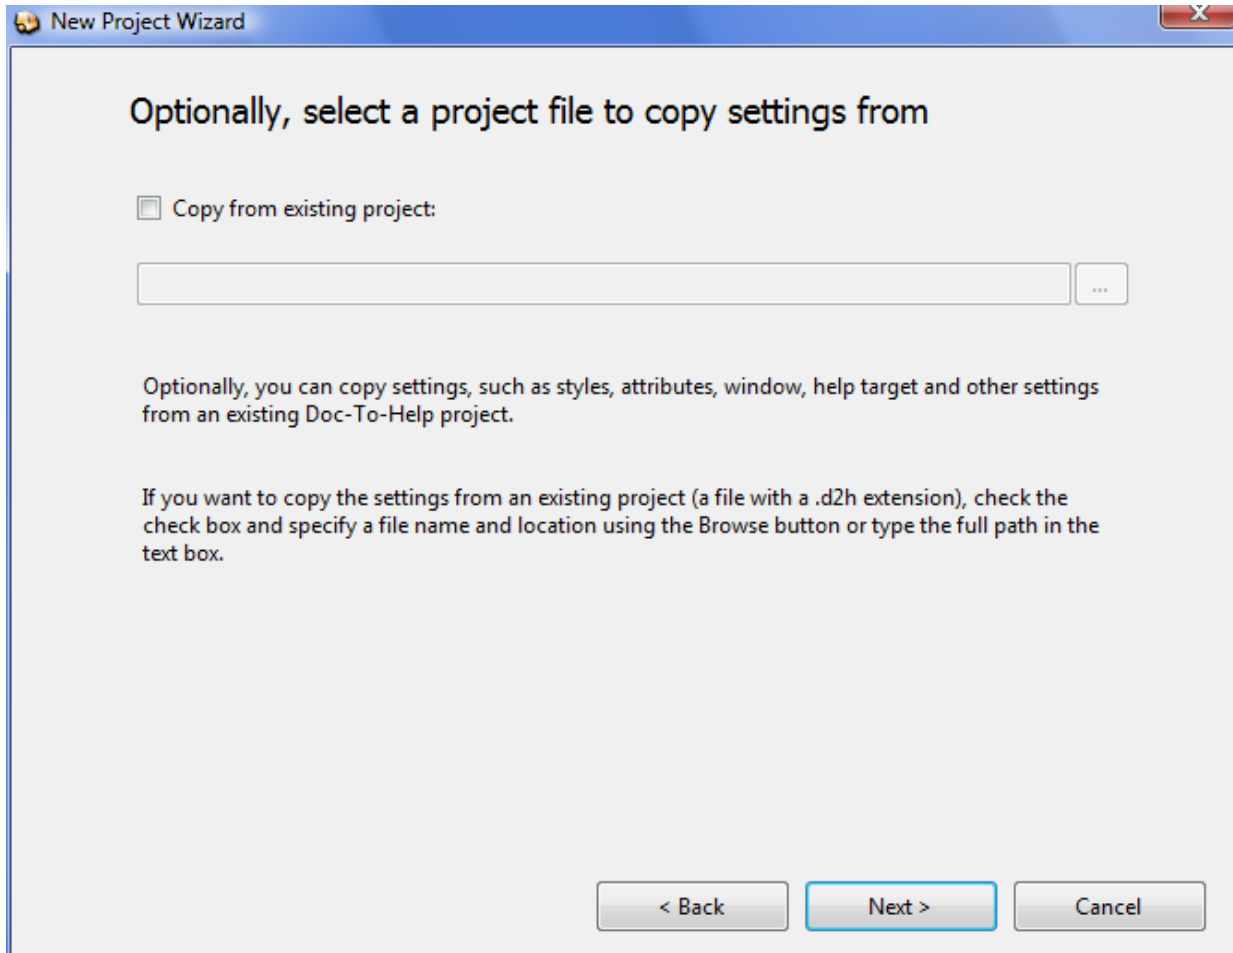 New Project Wizard
X
Optionally, select a project file to copy settings from
Copy from existing project:
...
Optionally, you can copy settings, such as styles, attributes, window, help target and other settings
from an existing Doc-To-Help project.
If you want to copy the settings from an existing project (a file with a .d2h extension), check the
check box and specify a file name and location using the Browse button or type the full path in the
text box.
< Back
Next >
Cancel